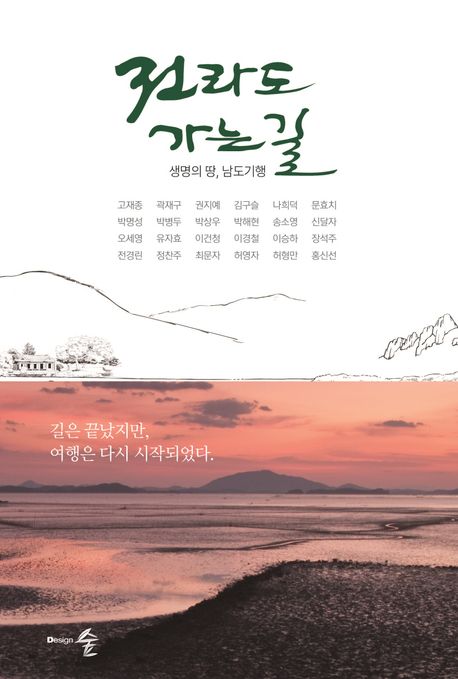 전라도
가는 길
생명의 땅, 남도기행
고재종 곽재구 권지예 김구슬 나희덕 문효치
박명성 박병두 박상우 박해현 송소영 신달자
오세영 유자효 이건청 이경철 이승하 장석주
전경린 정찬주 최문자 허영자 허형만 홍신선
길은 끝났지만,
여행은 다시 시작되었다.
Design 숲